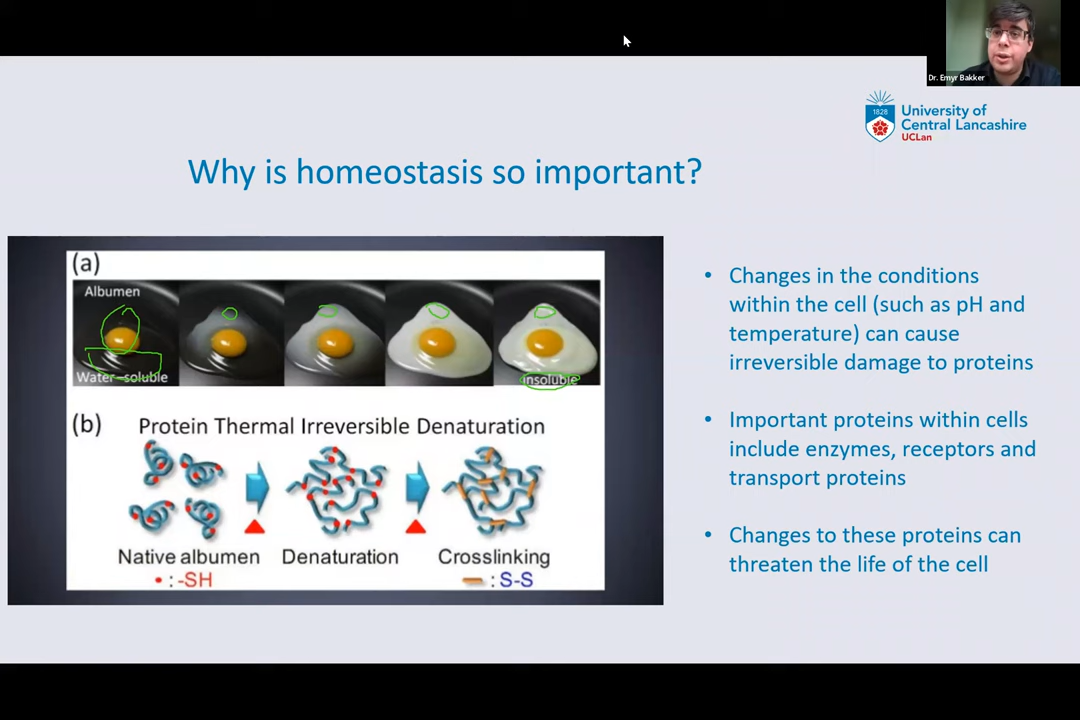 Dr. Emyr Bakker
1828
University of
Central Lancashire
UCLan
Why is homeostasis so important?
(a)
Albumen
Water-soluble
Insoluble
(b)
Protein Thermal Irreversible Denaturation
Native albumen
Denaturation
Crosslinking
: -SH
: S-S
• Changes in the conditions
within the cell (such as pH and
temperature) can cause
irreversible damage to proteins
• Important proteins within cells
include enzymes, receptors and
transport proteins
• Changes to these proteins can
threaten the life of the cell